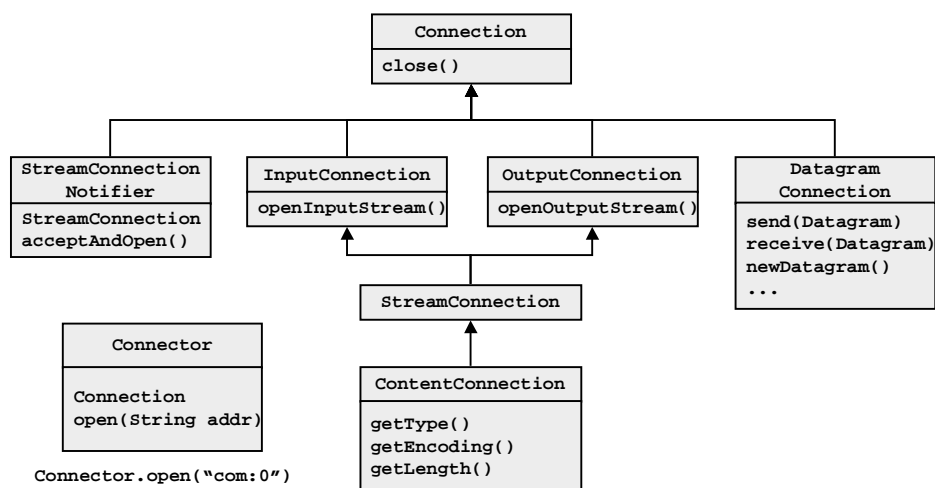 Connection
close()
StreamConnection
Notifier
StreamConnection
acceptAndOpen()
InputConnection
openInputStream()
OutputConnection
openOutputStream()
Datagram
Connection
send(Datagram)
receive(Datagram)
newDatagram()
...
StreamConnection
Connector
Connection
open(String addr)
Connector.open(“com:0”)
ContentConnection
getType()
getEncoding()
getLength()